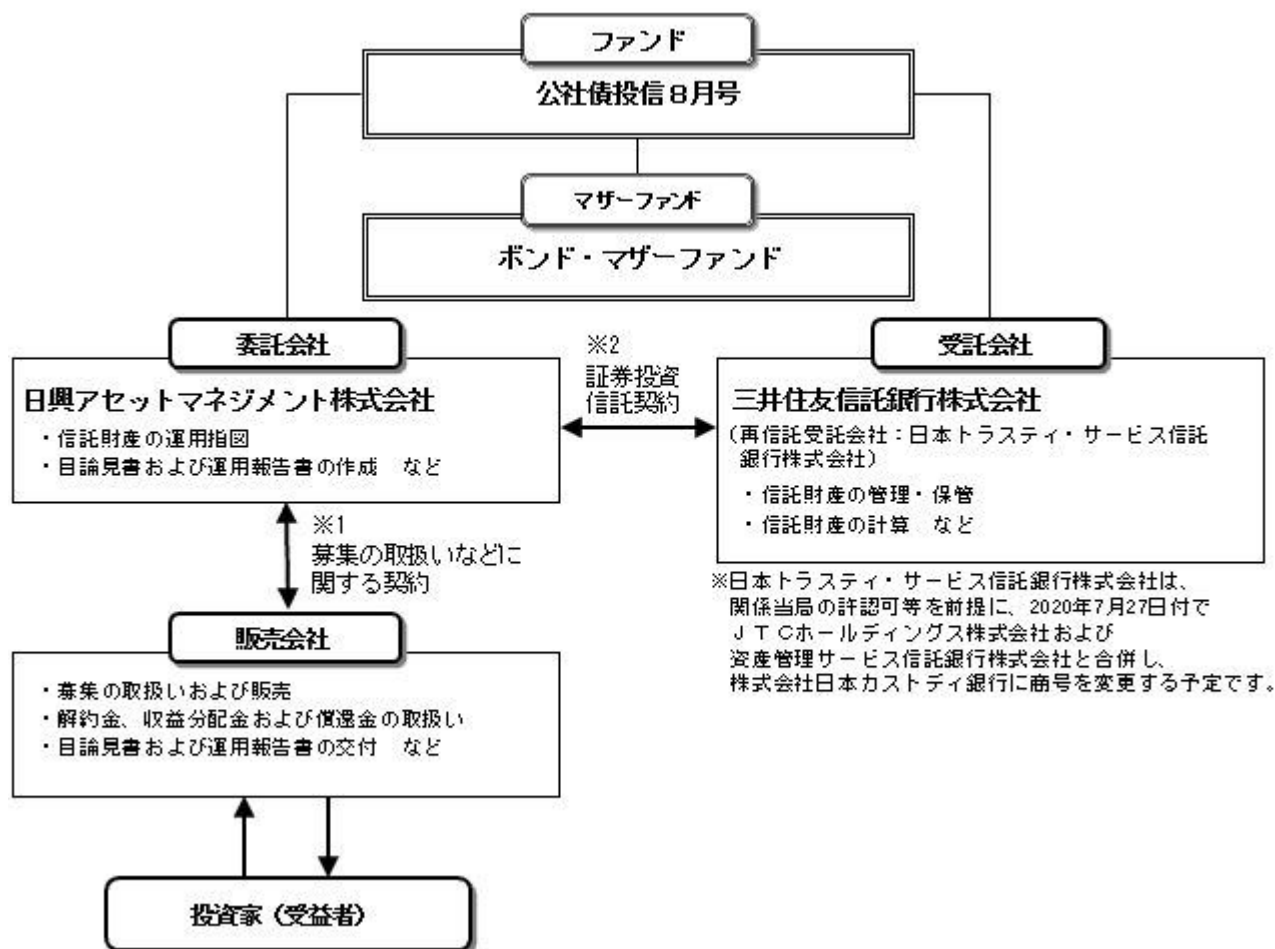 ファンド
公社債投信8月号
マザーファンド
ボンド・マザーファンド
委託会社
日興アセットマネジメント株式会社
・信託財産の運用指図
・目論見書および運用報告書の作成 など
※2
証券投資
信託契約
受託会社
三井住友信託銀行株式会社
(再信託受託会社:日本トラスティ・サービス信託
銀行株式会社)
・信託財産の管理・保管
・信託財産の計算 など
※1
募集の取扱いなどに
関する契約
※日本トラスティ・サービス信託銀行株式会社は、
関係当局の許認可等を前提に、2020年7月27日付で
JTCホールディングス株式会社および
資産管理サービス信託銀行株式会社と合併し、
株式会社日本カストディ銀行に商号を変更する予定です。
販売会社
・募集の取扱いおよび販売
・解約金、収益分配金および償還金の取扱い
・目論見書および運用報告書の交付 など
投資家(受益者)